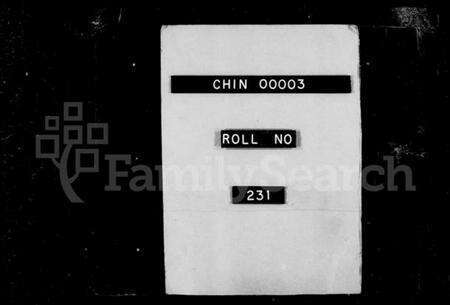 CHIN 00003
ROLL NO
FamilySearch
231